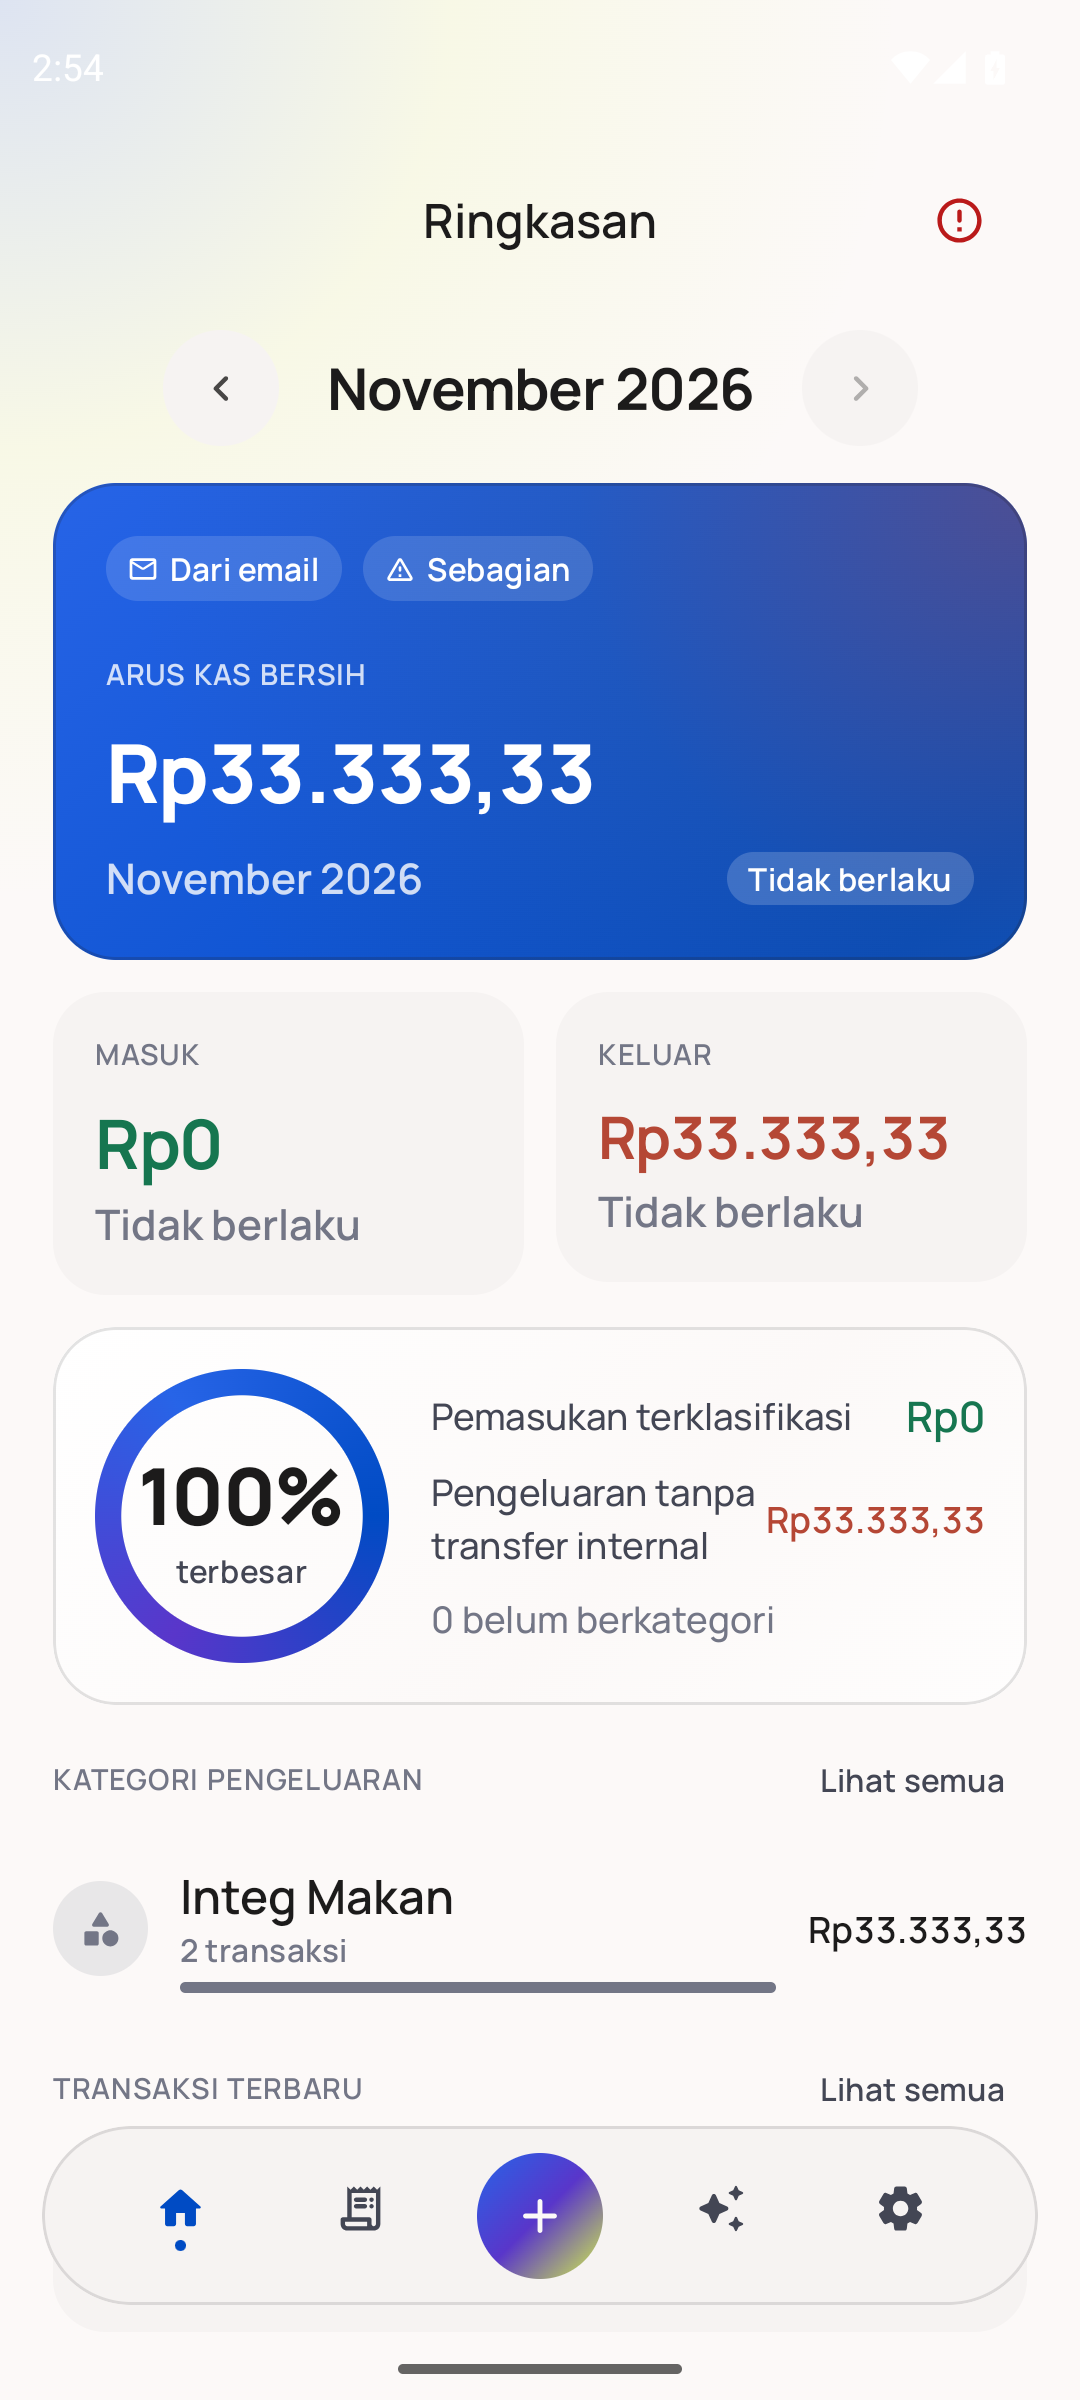 2:54
Ringkasan
November 2026
Dari email
Sebagian
ARUS KAS BERSIH
Rp33.333,33
November 2026
Tidak berlaku
MASUK
Rp0
Tidak berlaku
KELUAR
Rp33.333,33
Tidak berlaku
100%
terbesar
Pemasukan terklasifikasi Rp0
Pengeluaran tanpa
transfer internal
Rp33.333,33
0 belum berkategori
KATEGORI PENGELUARAN
Lihat semua
Integ Makan
2 transaksi
Rp33.333,33
TRANSAKSI TERBARU
Lihat semua